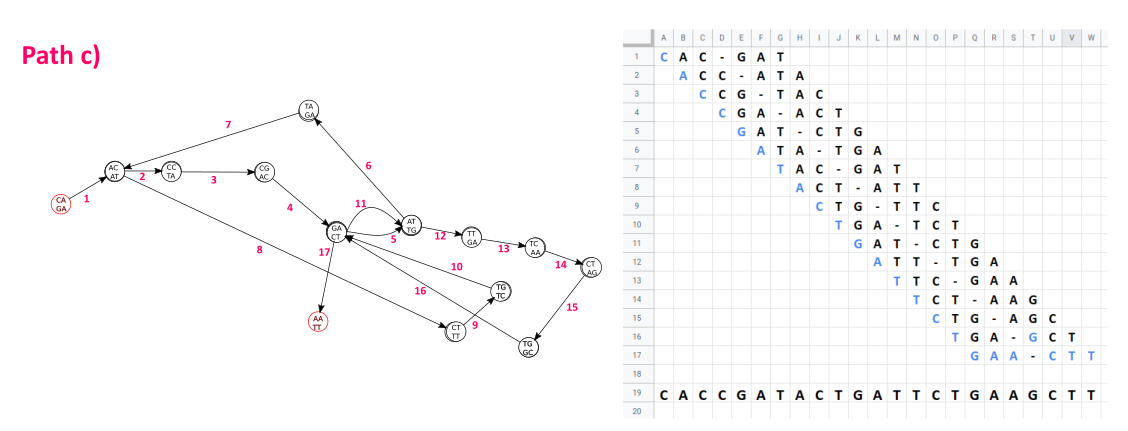 Path c)
TA
GA
7
6
AC
AT
2
CC
TA
3
CG
AC
CA
GA
1
4
11
GA
CT
5
AT
TG
12
TT
GA
13
TC
AA
14
CT
AG
8
17
10
16
TG
TC
15
AA
TT
CT
TT
9
TG
GC
A B C D E F G H I J K L M N O P Q R S T U V W
1 C A C - G A T
2 A C C - A T A
3 C C G - T A C
4 C G A - A C T
5 G A T - C T G
6 A T A - T G A
7 T A C - G A T
8 A C T - A T T
9 C T G - T T C
10 T G A - T C T
11 G A T - C T G
12 A T T - T G A
13 T T C - G A A
14 T C T - A A G
15 C T G - A G C
16 T G A - G C T
17 G A A - C T T
18
19 C A C C G A T A C T G A T T C T G A A G C T T
20